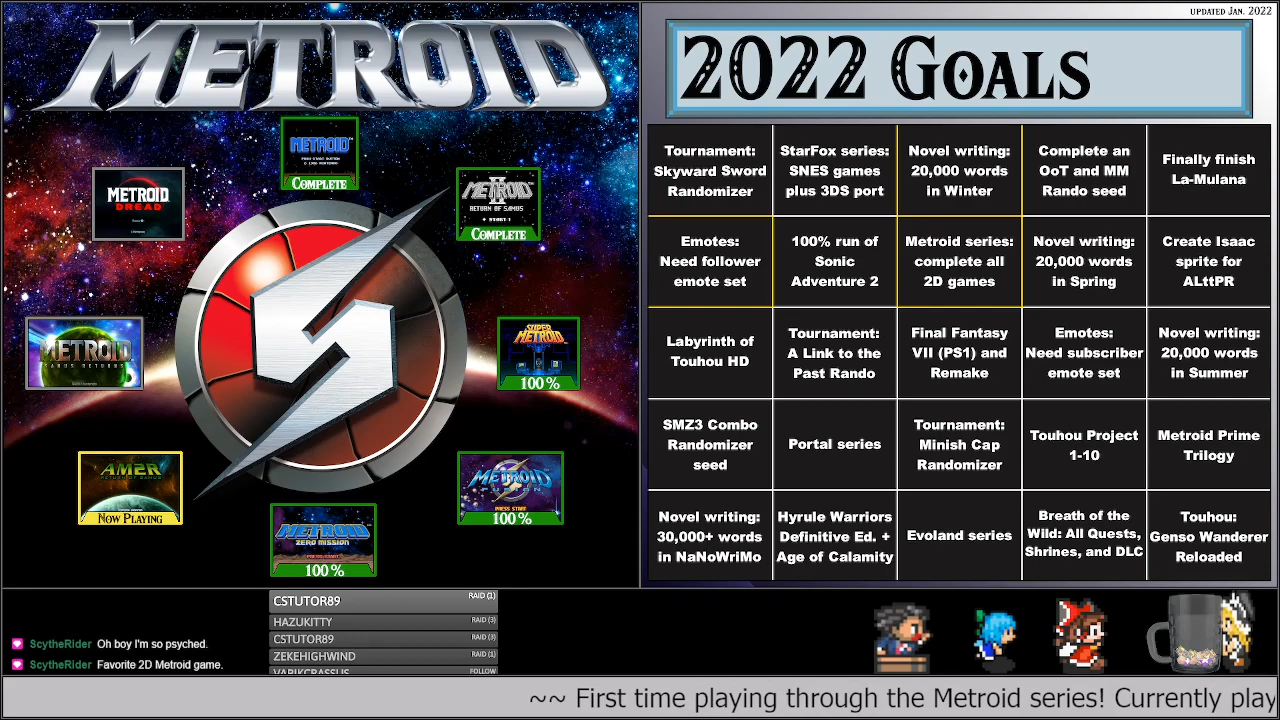 METROID
METROID
COMPLETE
METROID
DREAD
METROID
II
RETURN OF SAMUS
START
COMPLETE
METROID
SAMUS RETURNS
SUPER
METROID
100%
AM2R
RETURN OF SAMUS
NOW PLAYING
METROID
FUSION
PRESS START
100%
METROID
ZERO MISSION
PRESS START
100%
UPDATED JAN. 2022
2022 GOALS
Tournament:
Skyward Sword
Randomizer
StarFox series:
SNES games
plus 3DS port
Novel writing:
20,000 words
in Winter
Complete an
OoT and MM
Rando seed
Finally finish
La-Mulana
Emotes:
Need follower
emote set
100% run of
Sonic
Adventure 2
Metroid series:
complete all
2D games
Novel writing:
20,000 words
in Spring
Create Isaac
sprite for
ALttPR
Labyrinth of
Touhou HD
Tournament:
A Link to the
Past Rando
Final Fantasy
VII (PS1) and
Remake
Emotes:
Need subscriber
emote set
Novel writing:
20,000 words
in Summer
SMZ3 Combo
Randomizer
seed
Portal series
Tournament:
Minish Cap
Randomizer
Touhou Project
1-10
Metroid Prime
Trilogy
Novel writing:
30,000+ words
in NaNoWriMo
Hyrule Warriors
Definitive Ed. +
Age of Calamity
Evoland series
Breath of the
Wild: All Quests,
Shrines, and DLC
Touhou:
Genso Wanderer
Reloaded
ScytheRider Oh boy I'm so psyched.
ScytheRider Favorite 2D Metroid game.
CSTUTOR89 RAID (1)
HAZUKITTY RAID (3)
CSTUTOR89 RAID (3)
ZEKEHIGHWIND RAID (1)
VARIKCRASSUS FOLLOW
~~ First time playing through the Metroid series! Currently play